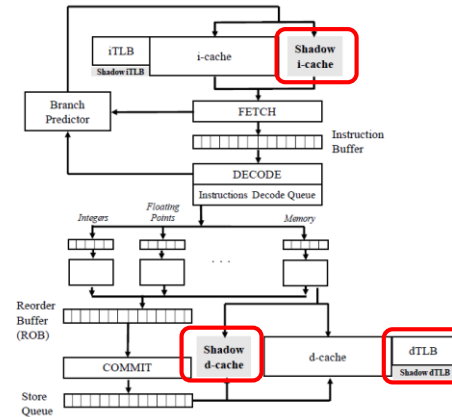 iTLB
Shadow iTLB
i-cache
Shadow
i-cache
Branch
Predictor
FETCH
Instruction
Buffer
DECODE
Instructions Decode Queue
Integers
Floating
Points
Memory
. . .
Reorder
Buffer
(ROB)
Shadow
d-cache
d-cache
dTLB
Shadow dTLB
COMMIT
Store
Queue